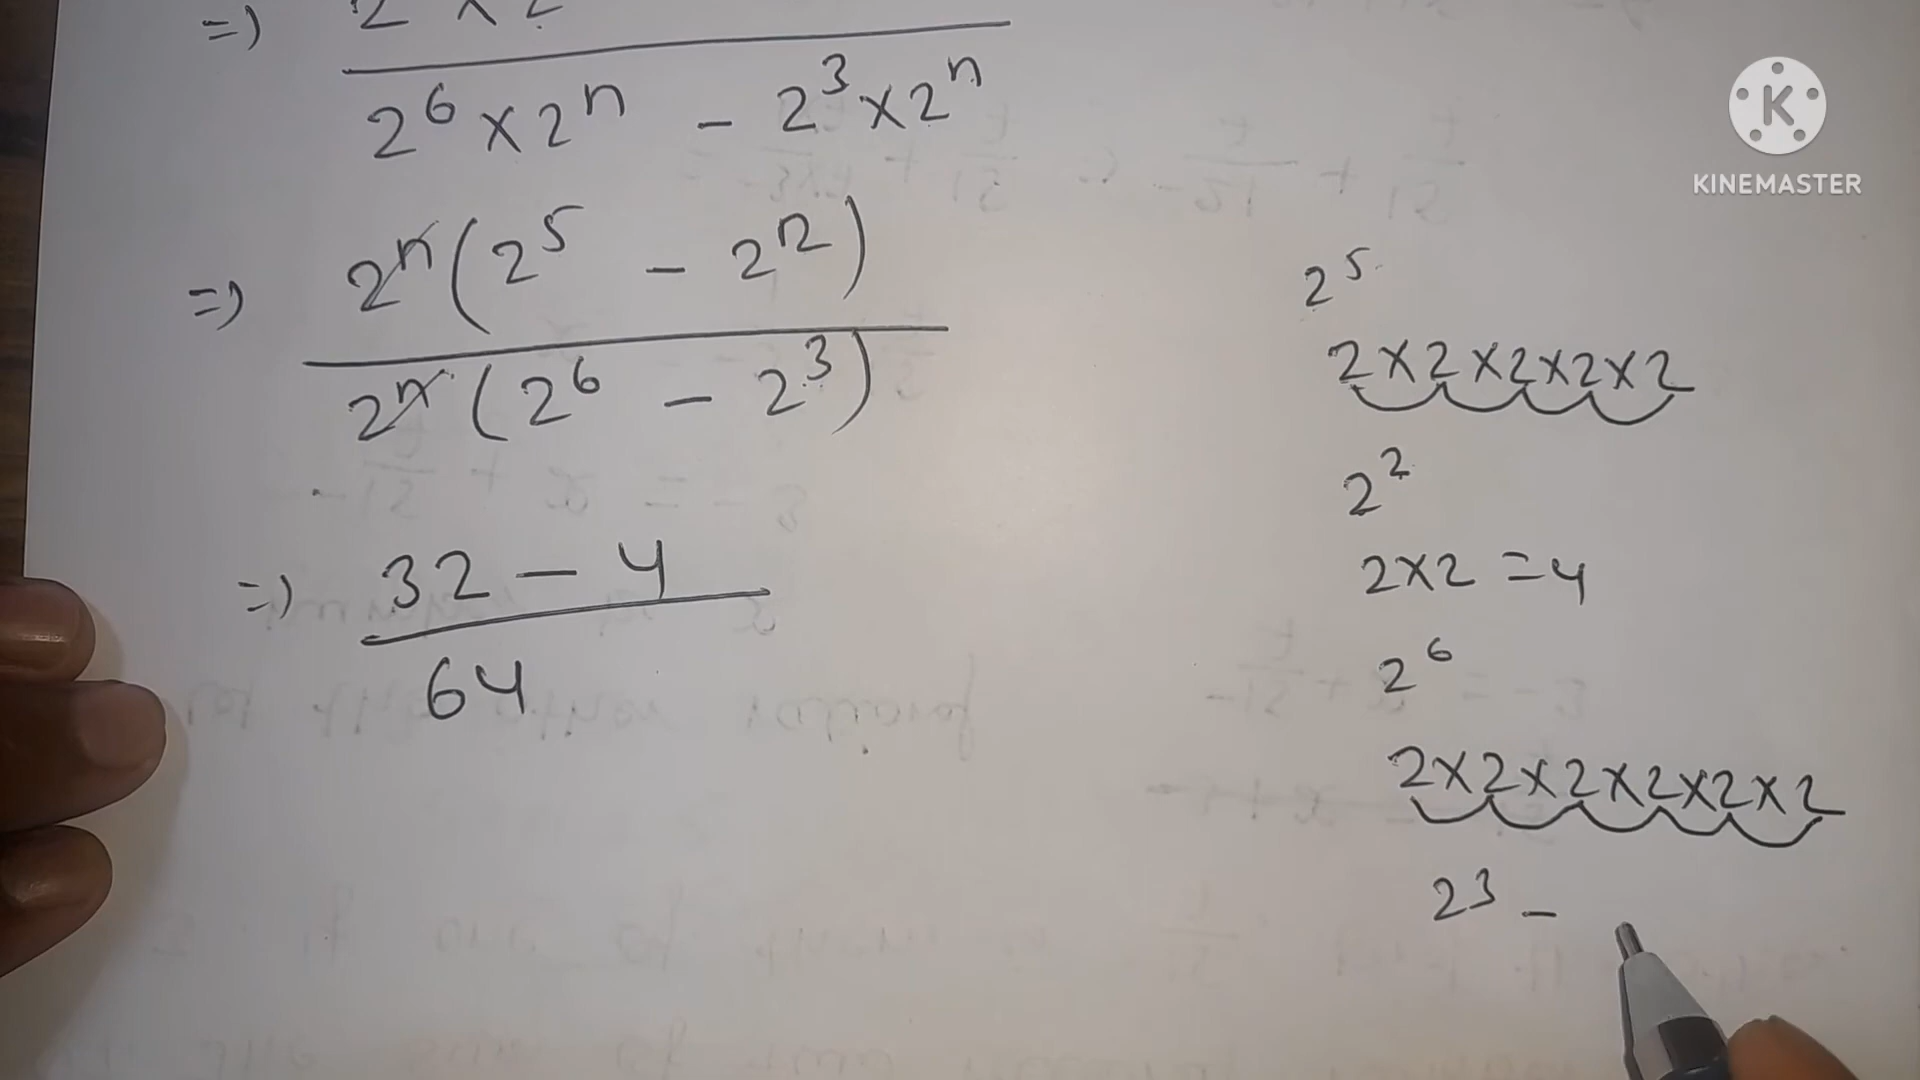 =)
2⁶ × 2ⁿ - 2³ × 2ⁿ
=) 2ⁿ(2⁵ - 2²)
2ⁿ(2⁶ - 2³)
=) 32 - 4
64
2⁵
2×2×2×2×2
2²
2×2 = 4
2⁶
2×2×2×2×2×2
2³ -
KINEMASTER